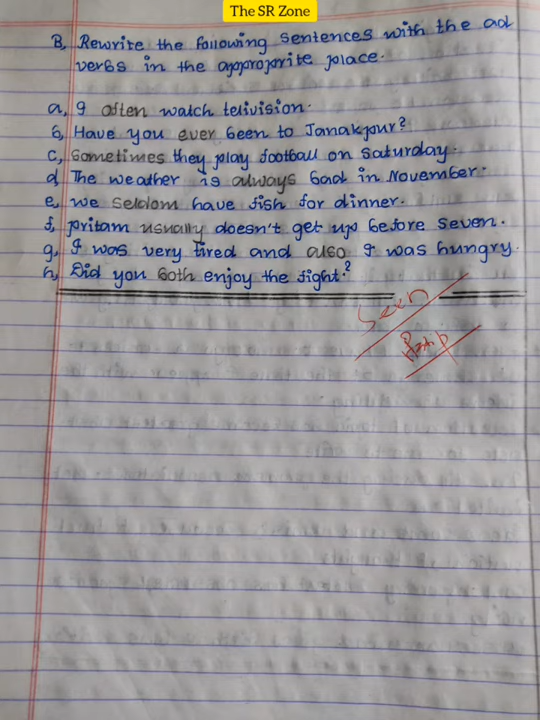 The SR Zone
B, Rewrite the following sentences with the ad
verbs in the appropriate place.
a, I often watch telivision.
b, Have you ever been to Janakpur?
c, Sometimes they play football on Saturday.
d, The weather is always bad in November.
e, we seldom have fish for dinner.
f, pritam usually doesn't get up before seven.
g, I was very tired and also I was hungry.
h, Did you both enjoy the fight?
Seen